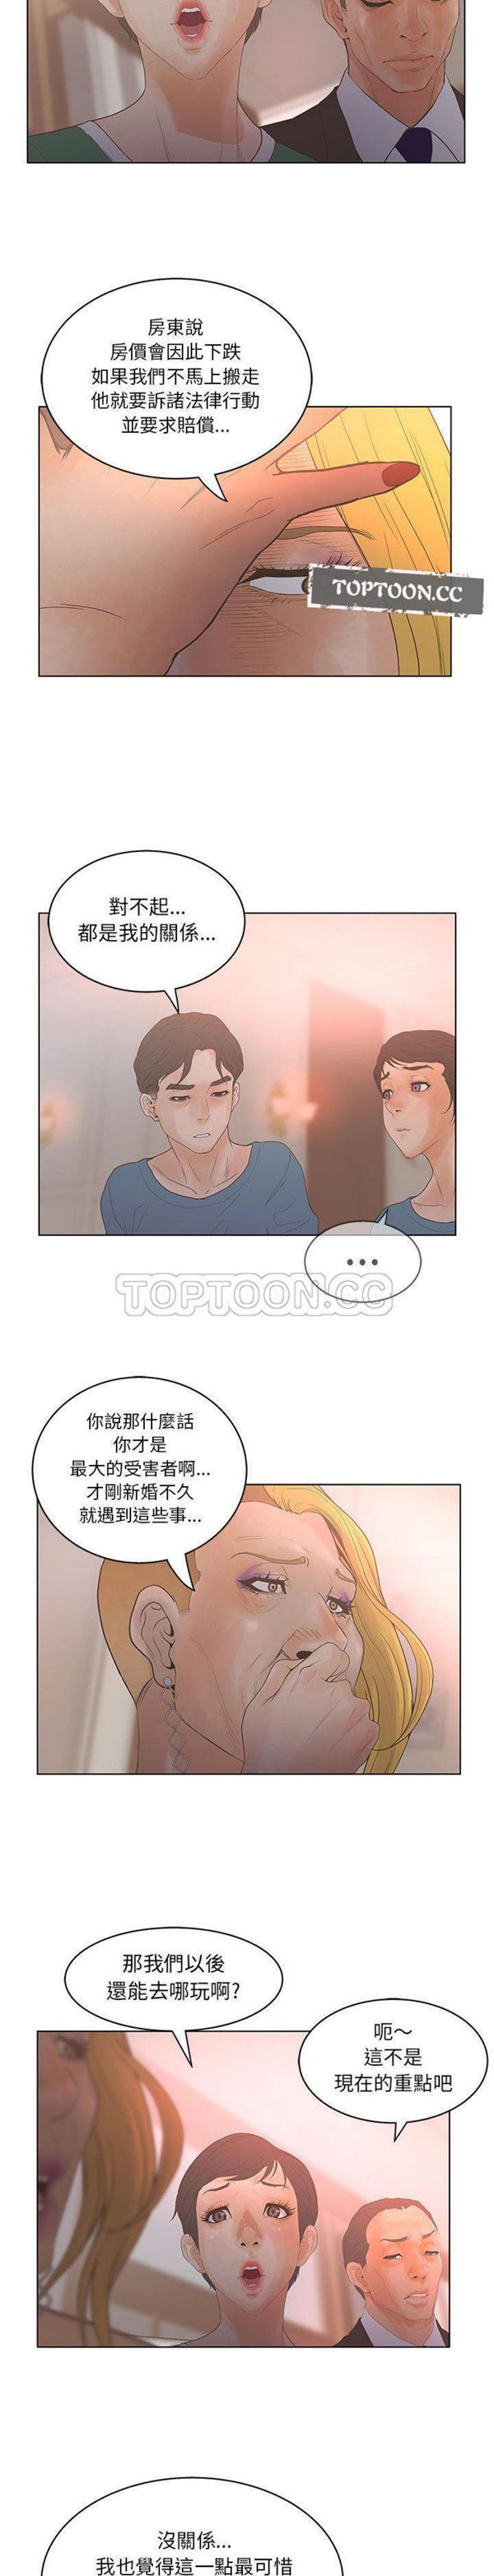 房東說
房價會因此下跌
如果我們不馬上搬走
他就要訴諸法律行動
並要求賠償...
TOPTOON.CC
對不起...
都是我的關係...
...
TOPTOON.CC
你說那什麼話
你才是
最大的受害者啊...
才剛新婚不久
就遇到這些事...
那我們以後
還能去哪玩啊?
呃～
這不是
現在的重點吧
沒關係...
我也覺得這一點最可惜